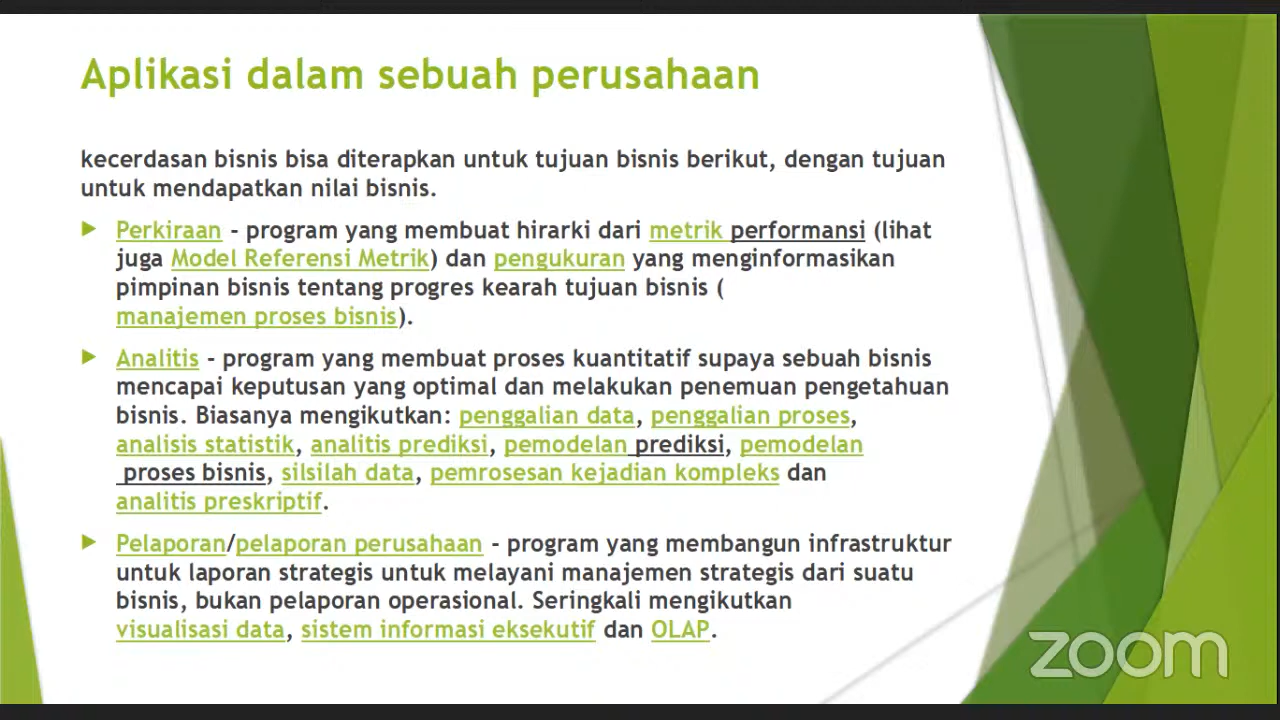 Aplikasi dalam sebuah perusahaan
kecerdasan bisnis bisa diterapkan untuk tujuan bisnis berikut, dengan tujuan
untuk mendapatkan nilai bisnis.
Perkiraan - program yang membuat hirarki dari metrik performansi (lihat
juga Model Referensi Metrik) dan pengukuran yang menginformasikan
pimpinan bisnis tentang progres kearah tujuan bisnis (
manajemen proses bisnis).
Analitis - program yang membuat proses kuantitatif supaya sebuah bisnis
mencapai keputusan yang optimal dan melakukan penemuan pengetahuan
bisnis. Biasanya mengikutkan: penggalian data, penggalian proses,
analisis statistik, analitis prediksi, pemodelan prediksi, pemodelan
proses bisnis, silsilah data, pemrosesan kejadian kompleks dan
analitis preskriptif.
Pelaporan/pelaporan perusahaan - program yang membangun infrastruktur
untuk laporan strategis untuk melayani manajemen strategis dari suatu
bisnis, bukan pelaporan operasional. Seringkali mengikutkan
visualisasi data, sistem informasi eksekutif dan OLAP.
zoom